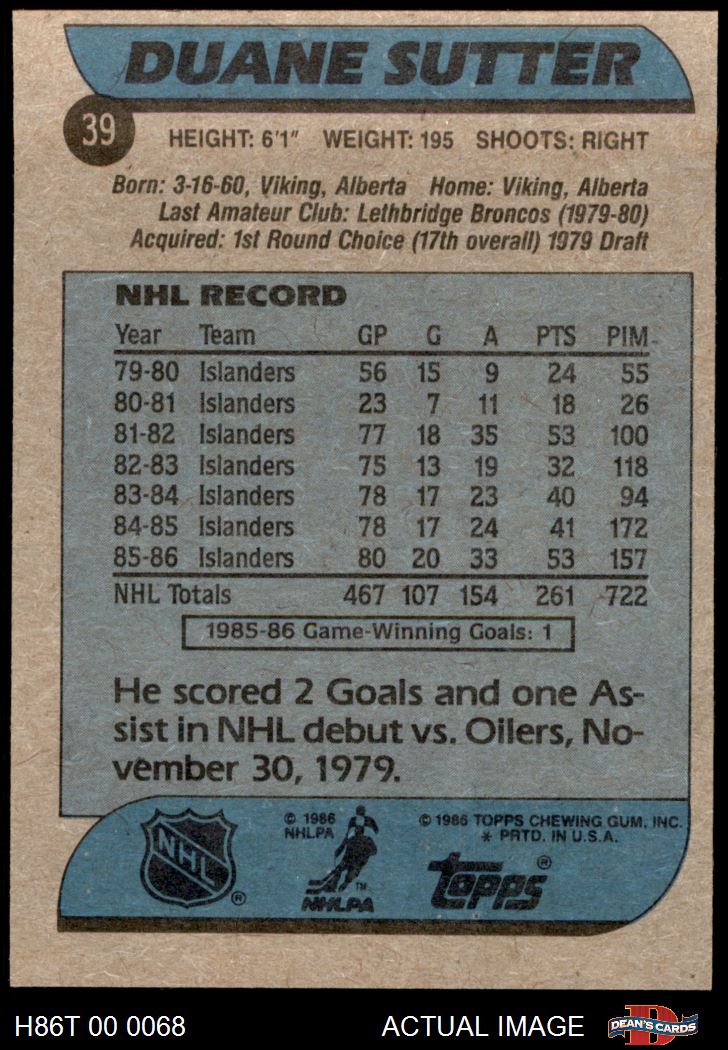 DUANE SUTTER
39
HEIGHT: 6'1" WEIGHT: 195 SHOOTS: RIGHT
Born: 3-16-60, Viking, Alberta Home: Viking, Alberta
Last Amateur Club: Lethbridge Broncos (1979-80)
Acquired: 1st Round Choice (17th overall) 1979 Draft
NHL RECORD
Year Team GP G A PTS PIM
79-80 Islanders 56 15 9 24 55
80-81 Islanders 23 7 11 18 26
81-82 Islanders 77 18 35 53 100
82-83 Islanders 75 13 19 32 118
83-84 Islanders 78 17 23 40 94
84-85 Islanders 78 17 24 41 172
85-86 Islanders 80 20 33 53 157
NHL Totals 467 107 154 261 722
1985-86 Game-Winning Goals: 1
He scored 2 Goals and one As-
sist in NHL debut vs. Oilers, No-
vember 30, 1979.
NHL ®
© 1986
NHLPA
TM
NHLPA
© 1986 TOPPS CHEWING GUM, INC.
* PRTD. IN U.S.A.
topps ®
H86T 00 0068 ACTUAL IMAGE D DEAN'S CARDS